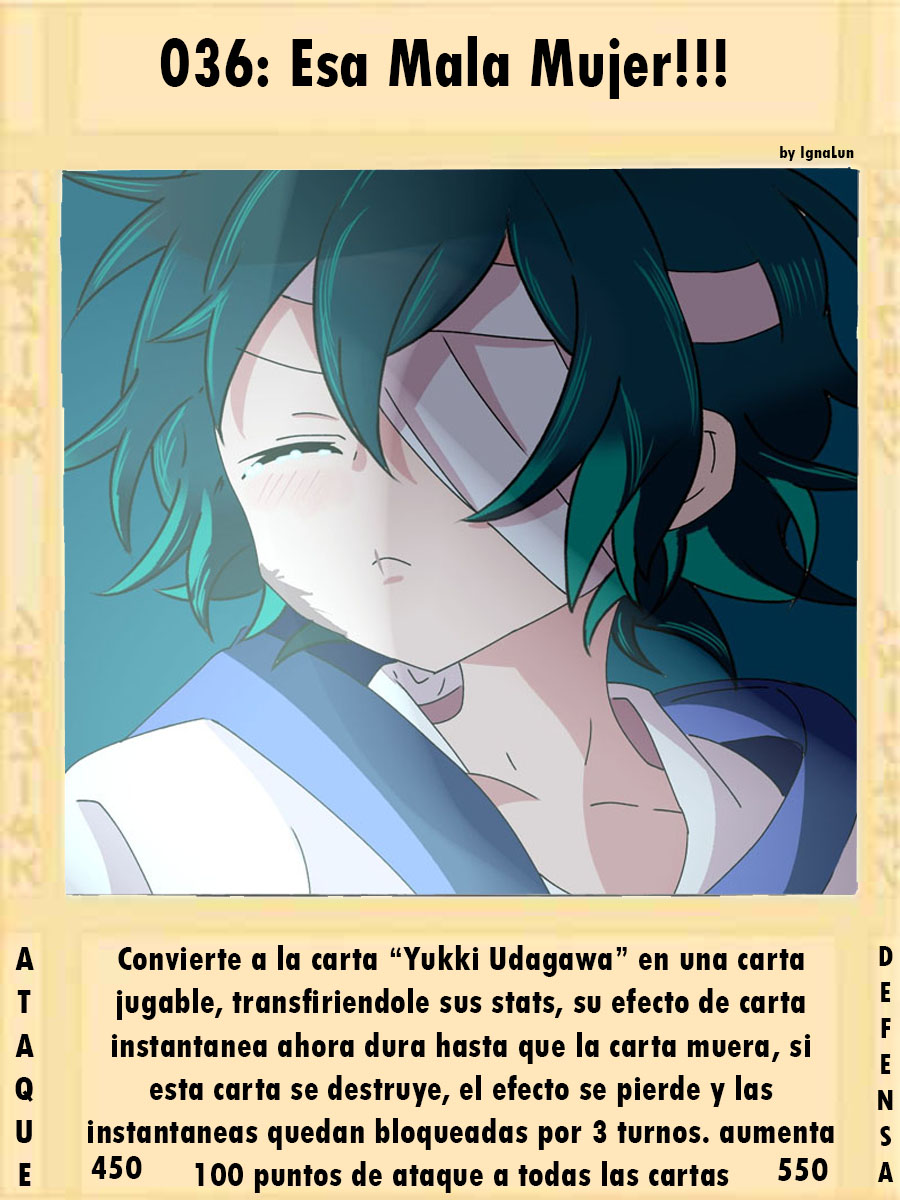 036: Esa Mala Mujer!!!
by IgnaLun
Convierte a la carta “Yukki Udagawa” en una carta
jugable, transfiriendole sus stats, su efecto de carta
instantanea ahora dura hasta que la carta muera, si
esta carta se destruye, el efecto se pierde y las
instantaneas quedan bloqueadas por 3 turnos. aumenta
100 puntos de ataque a todas las cartas
ATAQUE
450
DEFENSA
550